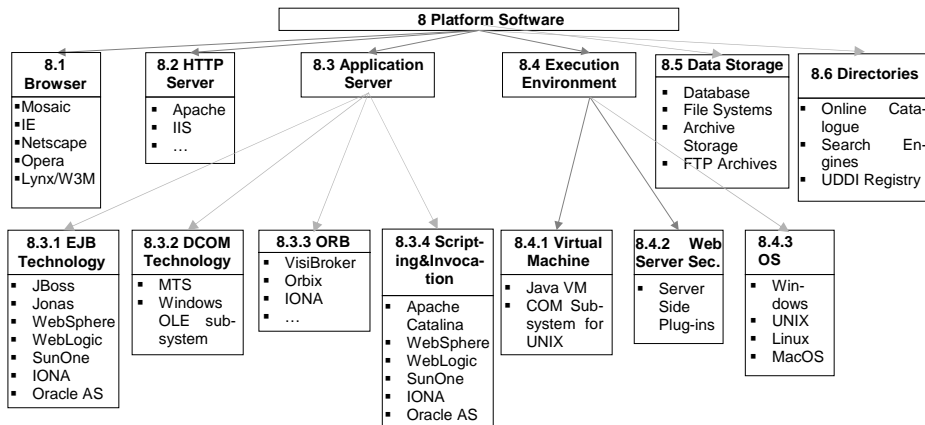 8 Platform Software
8.1
Browser
▪Mosaic
▪IE
▪Netscape
▪Opera
▪Lynx/W3M
8.2 HTTP
Server
▪ Apache
▪ IIS
▪ …
8.3 Application
Server
8.4 Execution
Environment
8.5 Data Storage
▪ Database
▪ File Systems
▪ Archive
Storage
▪ FTP Archives
8.6 Directories
▪ Online Cata-
logue
▪ Search En-
gines
▪ UDDI Registry
8.3.1 EJB
Technology
▪ JBoss
▪ Jonas
▪ WebSphere
▪ WebLogic
▪ SunOne
▪ IONA
▪ Oracle AS
8.3.2 DCOM
Technology
▪ MTS
▪ Windows
OLE sub-
system
8.3.3 ORB
▪ VisiBroker
▪ Orbix
▪ IONA
▪ …
8.3.4 Script-
ting&Invoca-
tion
▪ Apache
Catalina
▪ WebSphere
▪ WebLogic
▪ SunOne
▪ IONA
▪ Oracle AS
8.4.1 Virtual
Machine
▪ Java VM
▪ COM Sub-
system for
UNIX
8.4.2 Web
Server Sec.
▪ Server
Side
Plug-ins
8.4.3
OS
▪ Win-
dows
▪ UNIX
▪ Linux
▪ MacOS